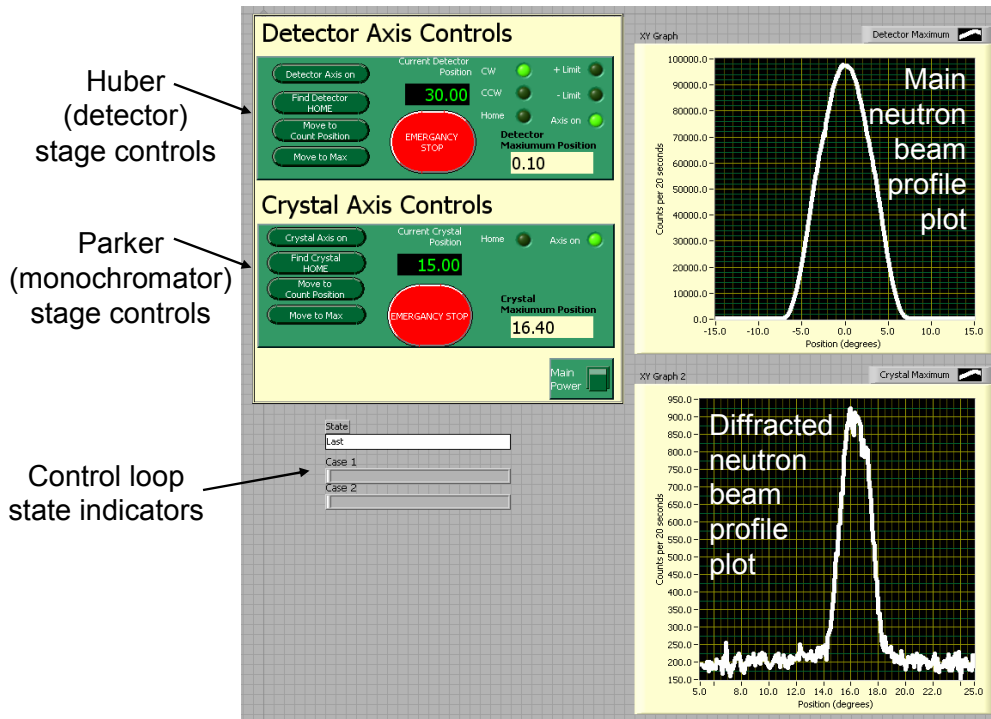 Huber
(detector)
stage controls
Parker
(monochromator)
stage controls
Control loop
state indicators
Detector Axis Controls
Detector Axis on
Find Detector
HOME
Move to
Count Position
Move to Max
Current Detector
Position
30.00
EMERGANCY
STOP
CW
CCW
Home
+ Limit
- Limit
Axis on
Detector
Maxiumum Position
0.10
Crystal Axis Controls
Crystal Axis on
Find Crystal
HOME
Move to
Count Position
Move to Max
Current Crystal
Position
15.00
EMERGANCY STOP
Home
Axis on
Crystal
Maxiumum Position
16.40
Main
Power
State
Last
Case 1
Case 2
XY Graph
Detector Maximum
Main
neutron
beam
profile
plot
Counts per 20 seconds
100000.0
90000.0
80000.0
70000.0
60000.0
50000.0
40000.0
30000.0
20000.0
10000.0
0.0
-15.0 -10.0 -5.0 0.0 5.0 10.0 15.0
Position (degrees)
XY Graph 2
Crystal Maximum
Diffracted
neutron
beam
profile
plot
Counts per 20 seconds
950.0
900.0
850.0
800.0
750.0
700.0
650.0
600.0
550.0
500.0
450.0
400.0
350.0
300.0
250.0
200.0
150.0
5.0 8.0 10.0 12.0 14.0 16.0 18.0 20.0 22.0 25.0
Position (degrees)